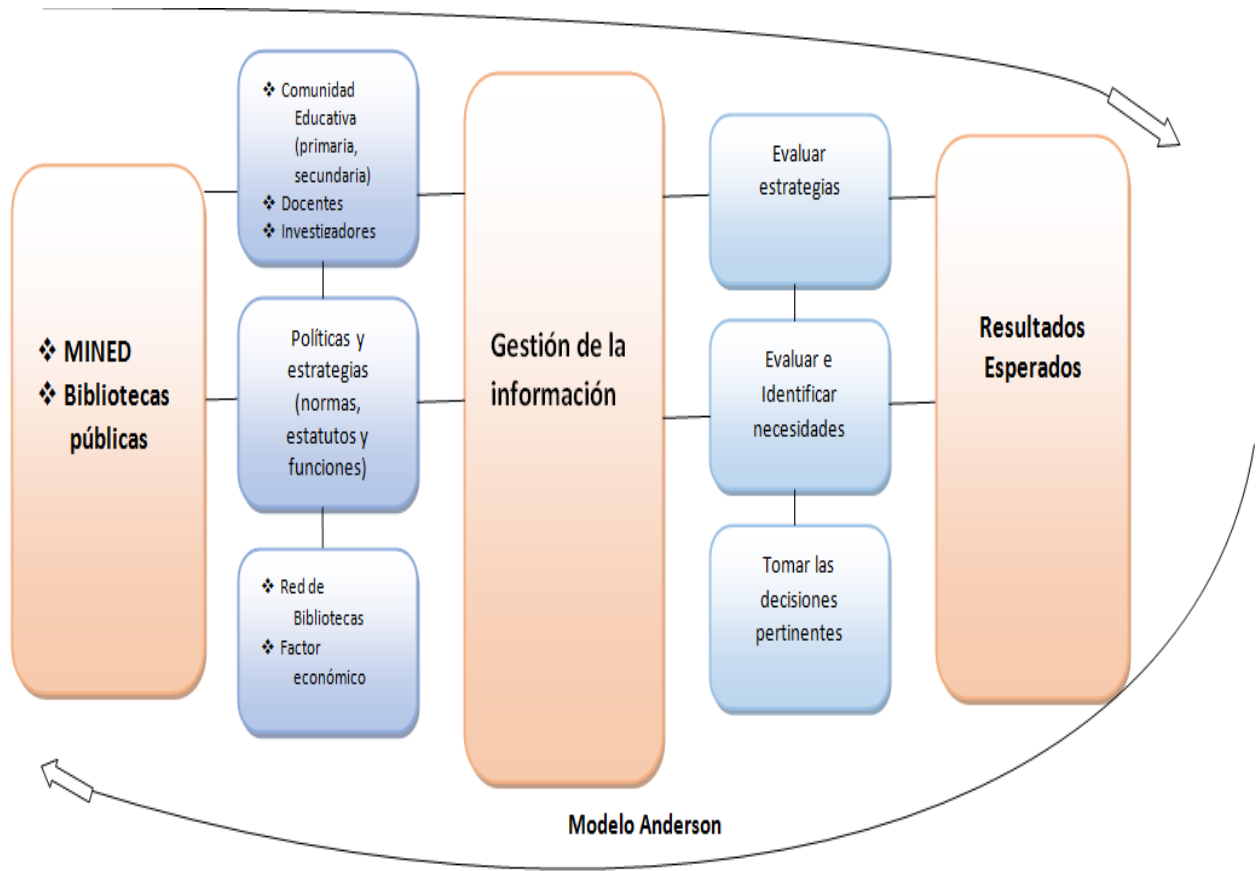 ❖ MINED
❖ Bibliotecas
públicas
❖ Comunidad
Educativa
(primaria,
secundaria)
❖ Docentes
❖ Investigadores
Políticas y
estrategias
(normas,
estatutos y
funciones)
❖ Red de
Bibliotecas
❖ Factor
económico
Gestión de la
información
Evaluar
estrategias
Evaluar e
Identificar
necesidades
Tomar las
decisiones
pertinentes
Resultados
Esperados
Modelo Anderson